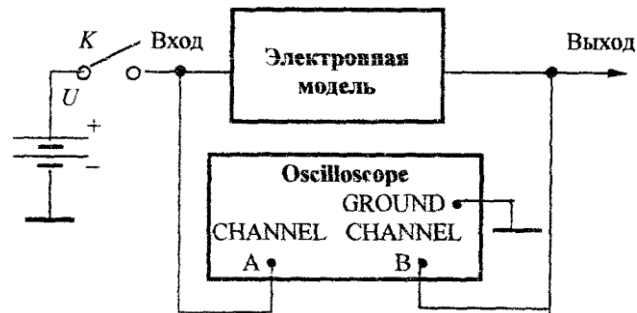 K
Вход
U
+
−
Электронная
модель
Выход
Oscilloscope
GROUND
CHANNEL CHANNEL
A B